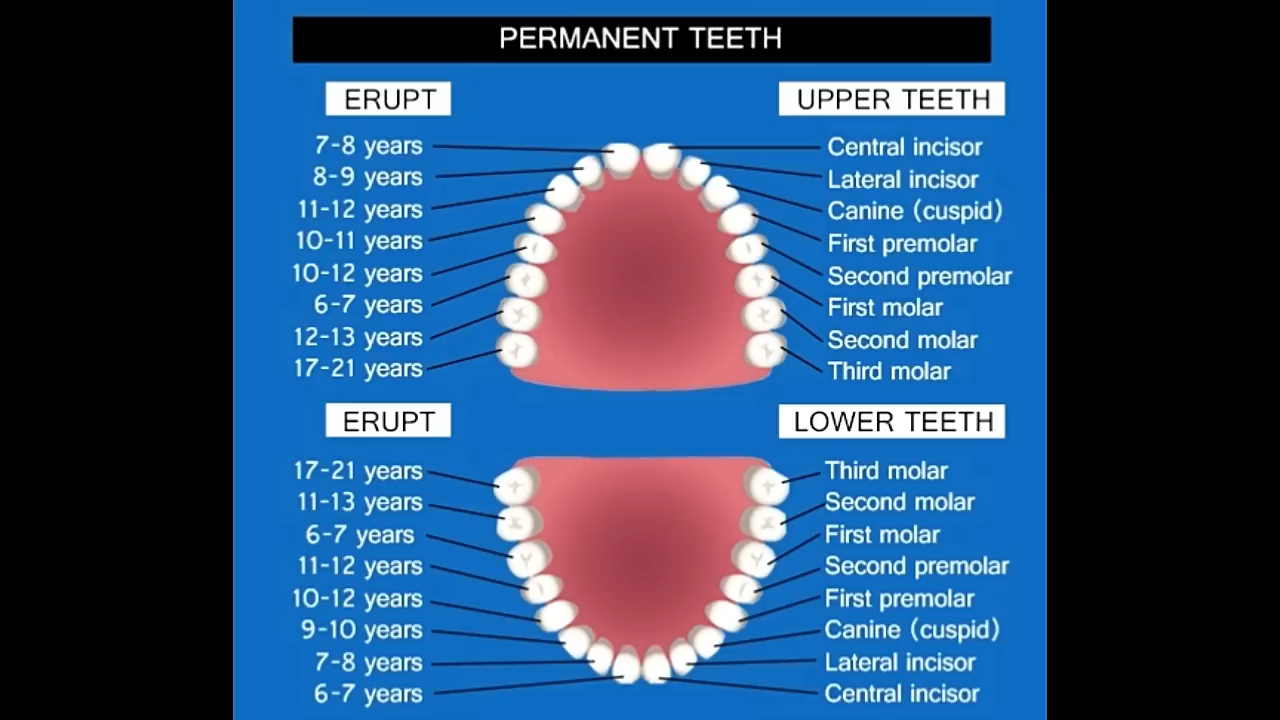 PERMANENT TEETH
ERUPT
UPPER TEETH
7-8 years
Central incisor
8-9 years
Lateral incisor
11-12 years
Canine (cuspid)
10-11 years
First premolar
10-12 years
Second premolar
6-7 years
First molar
12-13 years
Second molar
17-21 years
Third molar
ERUPT
LOWER TEETH
17-21 years
Third molar
11-13 years
Second molar
6-7 years
First molar
11-12 years
Second premolar
10-12 years
First premolar
9-10 years
Canine (cuspid)
7-8 years
Lateral incisor
6-7 years
Central incisor